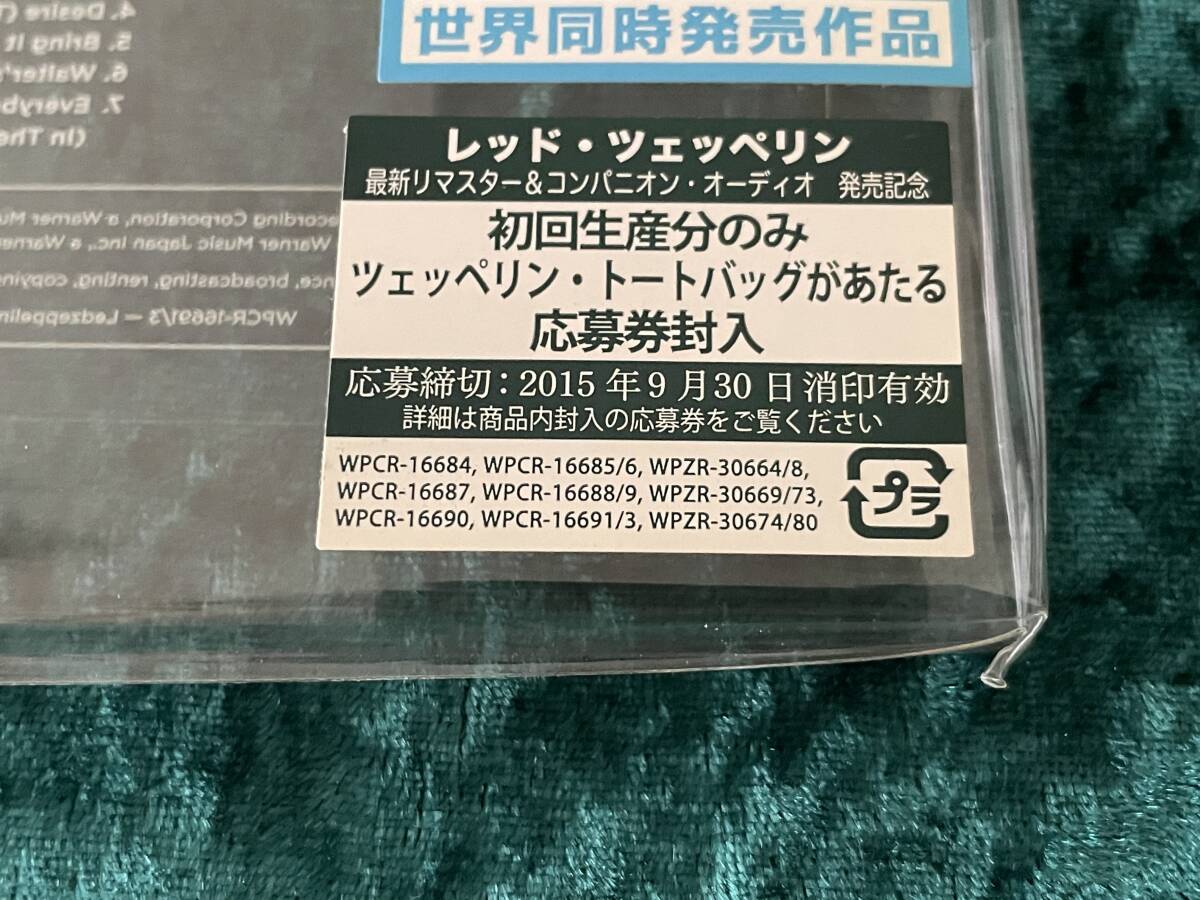 4. Desire (T
5. Bring It
6. Walter's
7. Everybo
(In The
世界同時発売作品
レッド・ツェッペリン
最新リマスター&コンパニオン・オーディオ 発売記念
初回生産分のみ
ツェッペリン・トートバッグがあたる
応募券封入
応募締切：2015年9月30日消印有効
詳細は商品内封入の応募券をご覧ください
WPCR-16684, WPCR-16685/6, WPZR-30664/8,
WPCR-16687, WPCR-16688/9, WPZR-30669/73,
WPCR-16690, WPCR-16691/3, WPZR-30674/80
プラ
ecording Corporation, a Warner Mu
Warner Music Japan Inc., a Warner
nce, broadcasting, renting, copying
WPCR-16691/3 — Ledzeppelin